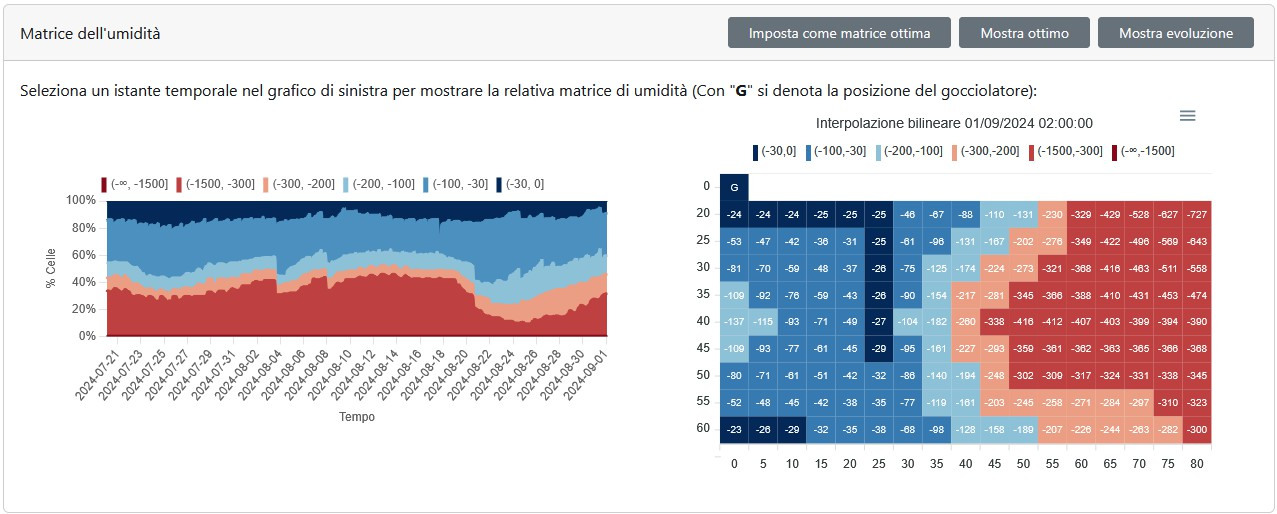 Matrice dell'umidità
Imposta come matrice ottima
Mostra ottimo
Mostra evoluzione
Seleziona un istante temporale nel grafico di sinistra per mostrare la relativa matrice di umidità (Con "G" si denota la posizione del gocciolatore):
(-∞, -1500] (-1500, -300] (-300, -200] (-200, -100] (-100, -30] (-30, 0]
100%
80%
60%
40%
20%
0%
% Celle
2024-07-21 2024-07-23 2024-07-25 2024-07-27 2024-07-29 2024-07-31 2024-08-02 2024-08-04 2024-08-06 2024-08-08 2024-08-10 2024-08-12 2024-08-14 2024-08-16 2024-08-18 2024-08-20 2024-08-22 2024-08-24 2024-08-26 2024-08-28 2024-08-30 2024-09-01
Tempo
Interpolazione bilineare 01/09/2024 02:00:00
(-30,0] (-100,-30] (-200,-100] (-300,-200] (-1500,-300] (-∞,-1500]
0 G
20 -24 -24 -24 -25 -25 -25 -46 -67 -88 -110 -131 -230 -329 -429 -528 -627 -727
25 -53 -47 -42 -36 -31 -25 -61 -96 -131 -167 -202 -276 -349 -422 -496 -569 -643
30 -81 -70 -59 -48 -37 -26 -75 -125 -174 -224 -273 -321 -368 -416 -463 -511 -558
35 -109 -92 -76 -59 -43 -26 -90 -154 -217 -281 -345 -366 -388 -410 -431 -453 -474
40 -137 -115 -93 -71 -49 -27 -104 -182 -260 -338 -416 -412 -407 -403 -399 -394 -390
45 -109 -93 -77 -61 -45 -29 -95 -161 -227 -293 -359 -361 -362 -363 -365 -366 -368
50 -80 -71 -61 -51 -42 -32 -86 -140 -194 -248 -302 -309 -317 -324 -331 -338 -345
55 -52 -48 -45 -42 -38 -35 -77 -119 -161 -203 -245 -258 -271 -284 -297 -310 -323
60 -23 -26 -29 -32 -35 -38 -68 -98 -128 -158 -189 -207 -226 -244 -263 -282 -300
0 5 10 15 20 25 30 35 40 45 50 55 60 65 70 75 80